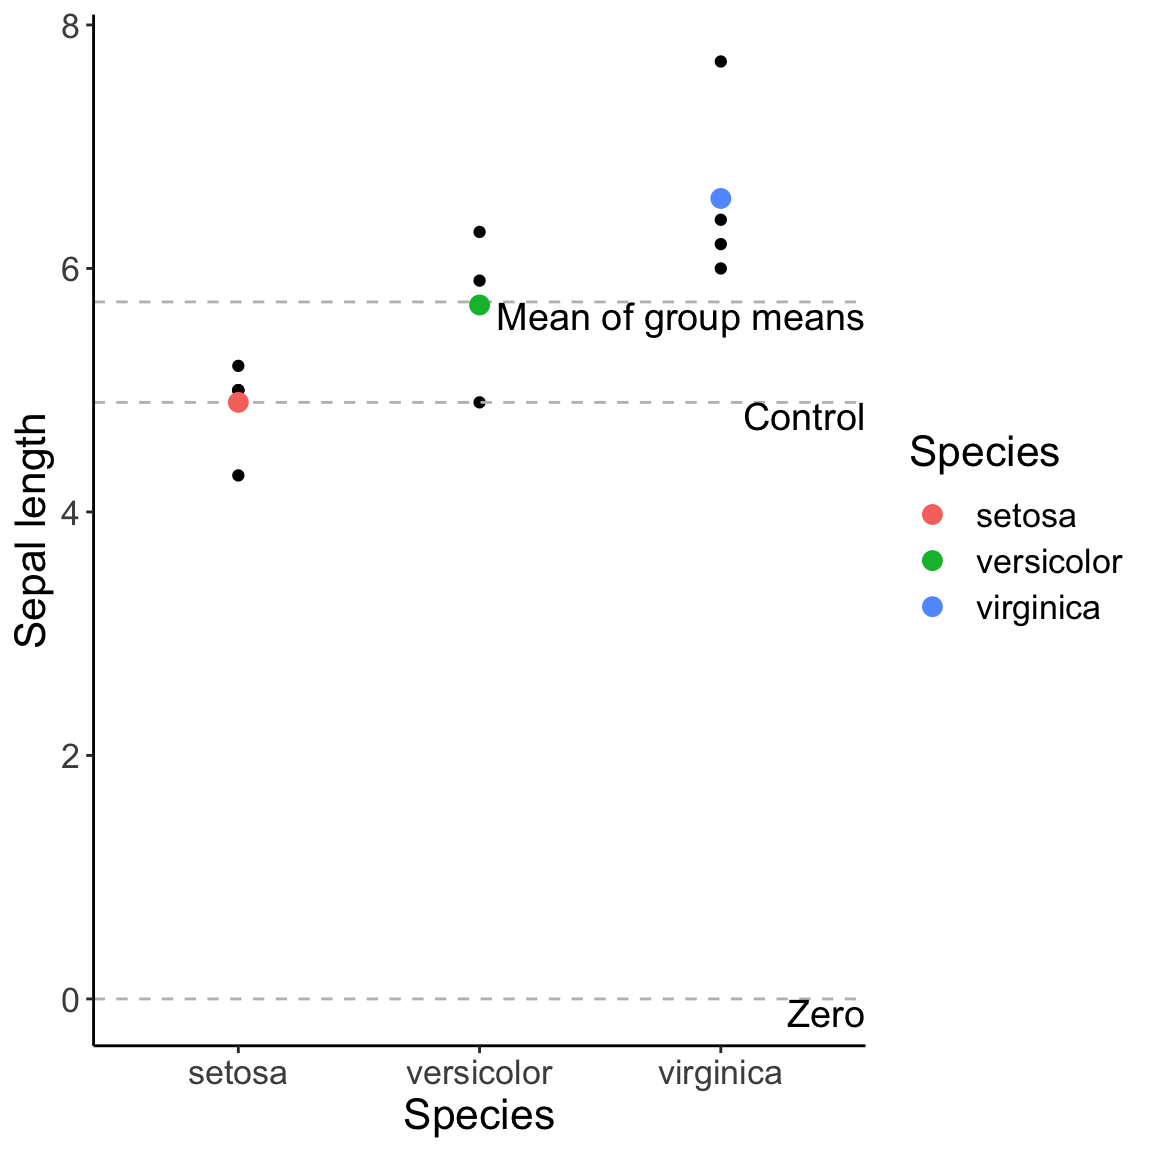 8
6
4
2
0
Sepal length
Mean of group means
Control
Zero
setosa
versicolor
virginica
Species
Species
setosa
versicolor
virginica